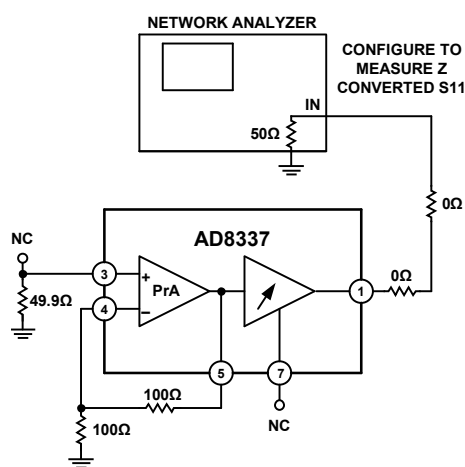 NETWORK ANALYZER
CONFIGURE TO
MEASURE Z
CONVERTED S11
IN
50Ω
0Ω
0Ω
NC
AD8337
3
+
PrA
1
49.9Ω
4
–
5
7
100Ω
100Ω
NC